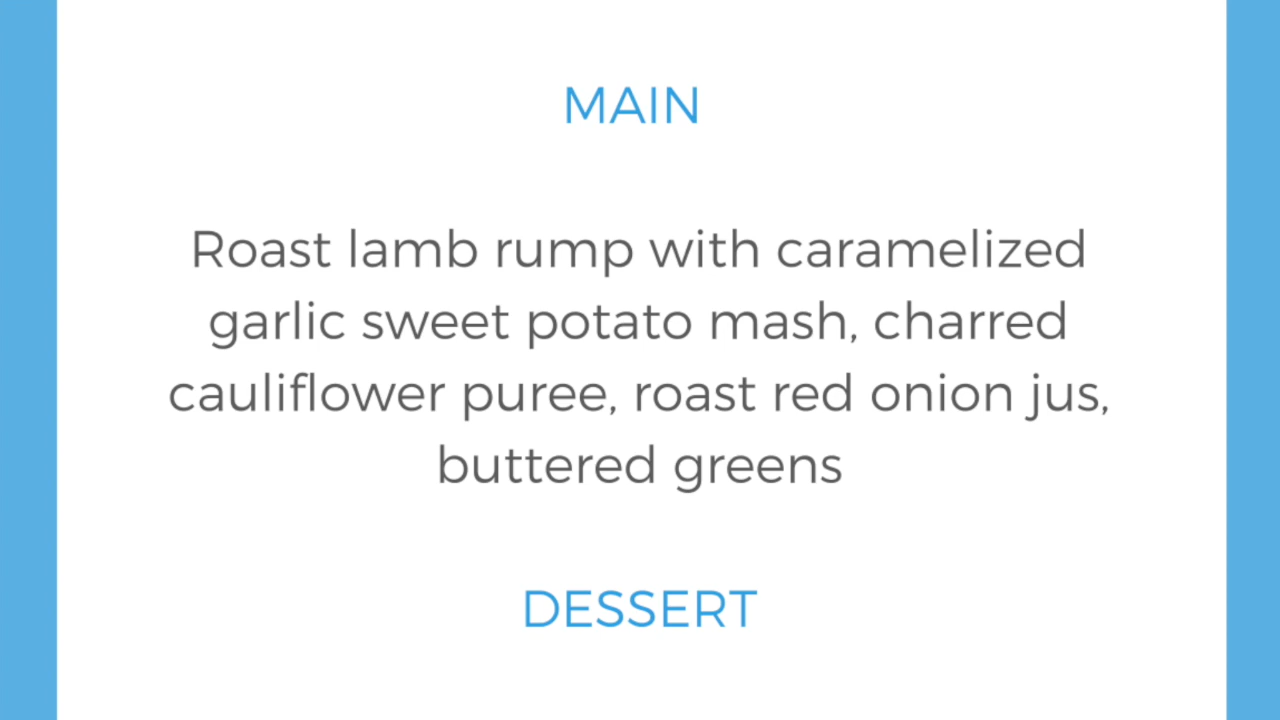 MAIN
Roast lamb rump with caramelized
garlic sweet potato mash, charred
cauliflower puree, roast red onion jus,
buttered greens
DESSERT